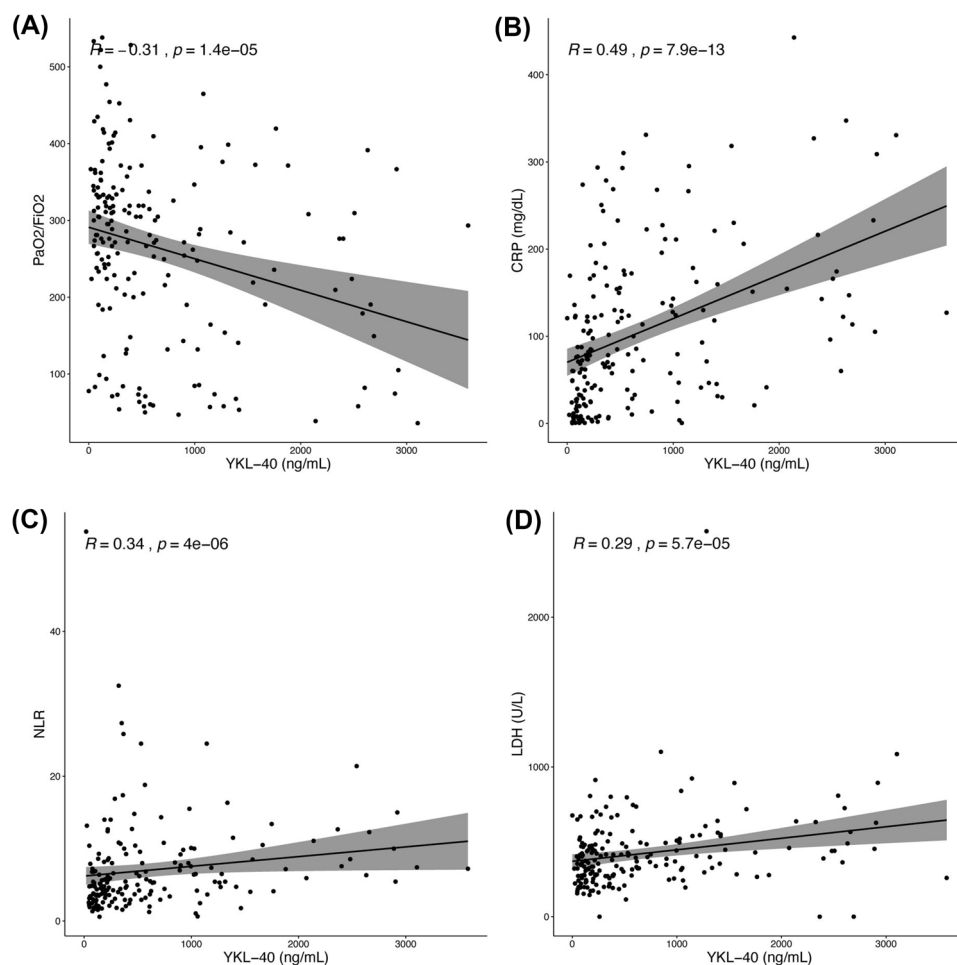 (A)
R = −0.31 , p = 1.4e−05
500
400
300
200
100
PaO2/FiO2
0 1000 2000 3000
YKL−40 (ng/mL)
(B)
R = 0.49 , p = 7.9e−13
400
300
200
100
0
CRP (mg/dL)
0 1000 2000 3000
YKL−40 (ng/mL)
(C)
R = 0.34 , p = 4e−06
40
20
0
NLR
0 1000 2000 3000
YKL−40 (ng/mL)
(D)
R = 0.29 , p = 5.7e−05
2000
1000
0
LDH (U/L)
0 1000 2000 3000
YKL−40 (ng/mL)